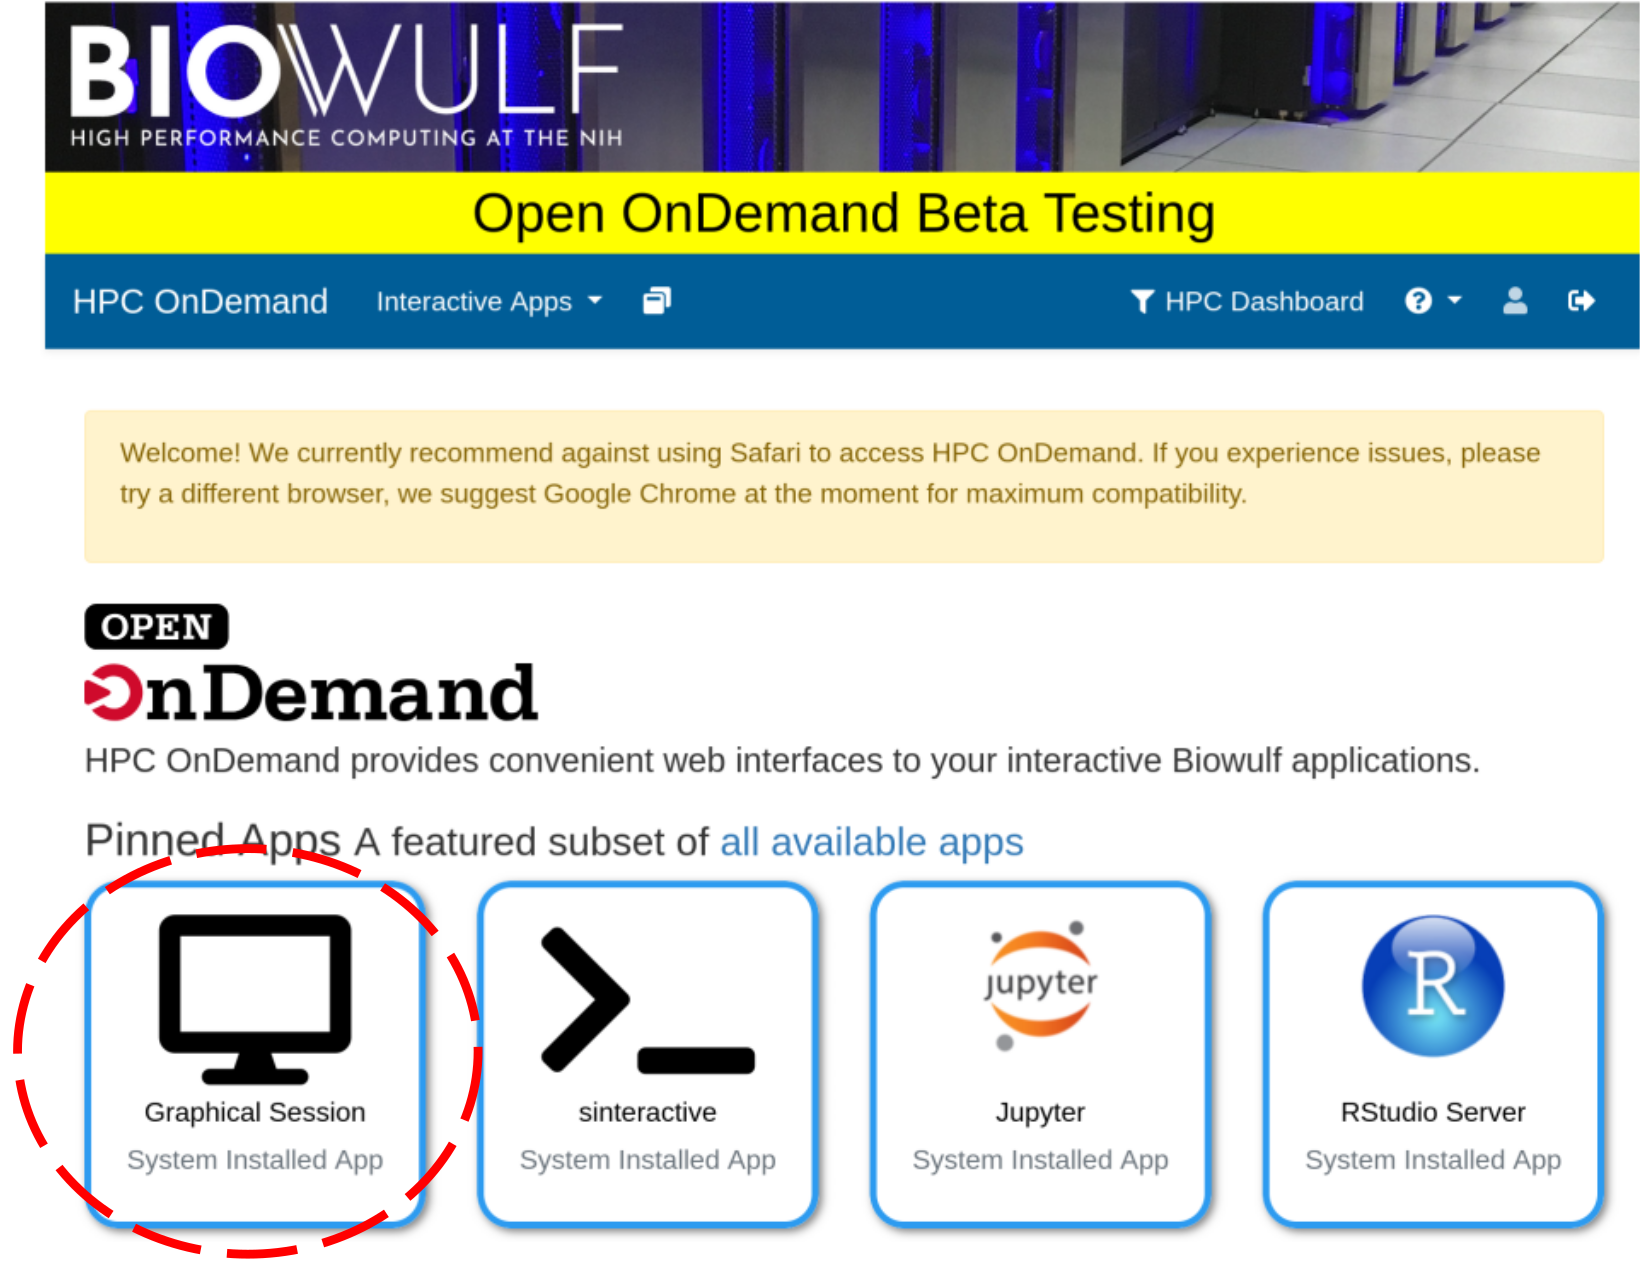 BIOWULF
HIGH PERFORMANCE COMPUTING AT THE NIH
Open OnDemand Beta Testing
HPC OnDemand Interactive Apps HPC Dashboard
Welcome! We currently recommend against using Safari to access HPC OnDemand. If you experience issues, please
try a different browser, we suggest Google Chrome at the moment for maximum compatibility.
OPEN
OnDemand
HPC OnDemand provides convenient web interfaces to your interactive Biowulf applications.
Pinned Apps A featured subset of all available apps
jupyter R
Graphical Session sinteractive Jupyter RStudio Server
System Installed App System Installed App System Installed App System Installed App